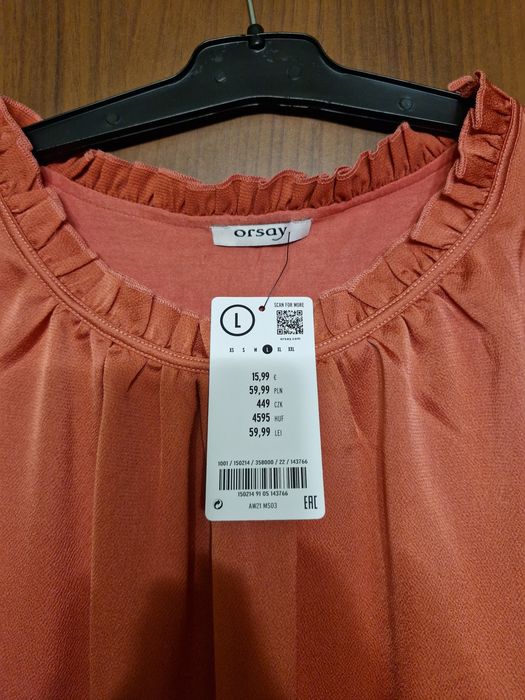 orsay
SCAN FOR MORE
L
orsay.com
XS S M L XL XXL
15,99 €
59,99 PLN
449 CZK
4595 HUF
59,99 LEI
1001 / 150214 / 358000 / 22 / 143766
150214 91 05 143766
AW21 MS03
EAC